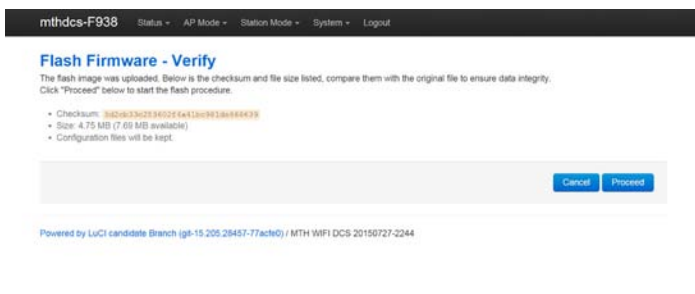 mthdcs-F938 Status AP Mode Station Mode System Logout
Flash Firmware - Verify
The flash image was uploaded. Below is the checksum and file size listed, compare them with the original file to ensure data integrity.
Click "Proceed" below to start the flash procedure.
Checksum:
Size: 4.75 MB (7.69 MB available)
Configuration files will be kept.
Cancel Proceed
Powered by LuCI candidate Branch (git-15.205.28457-77acfe0) / MTH WIFI DCS 20150727-2244